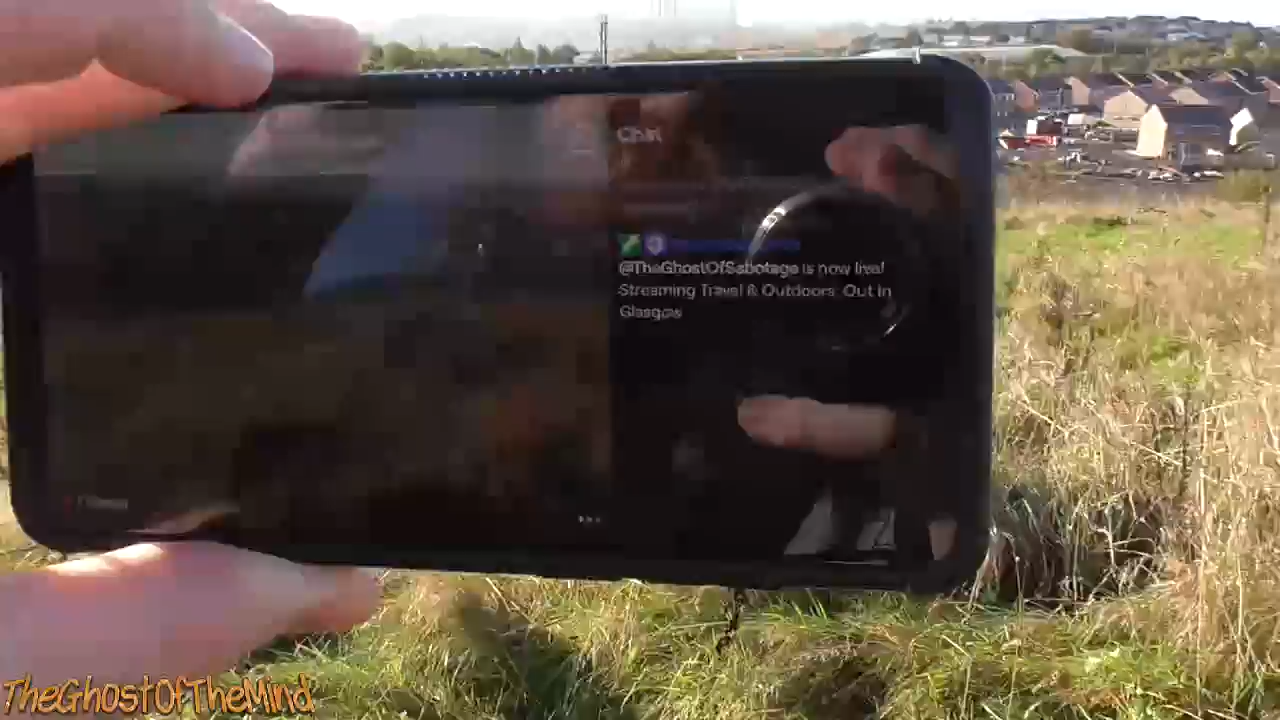 Chat
@TheGhostOfSabotage is now live!
Streaming Travel & Outdoors: Out in
Glasgow
TheGhostOfTheMind